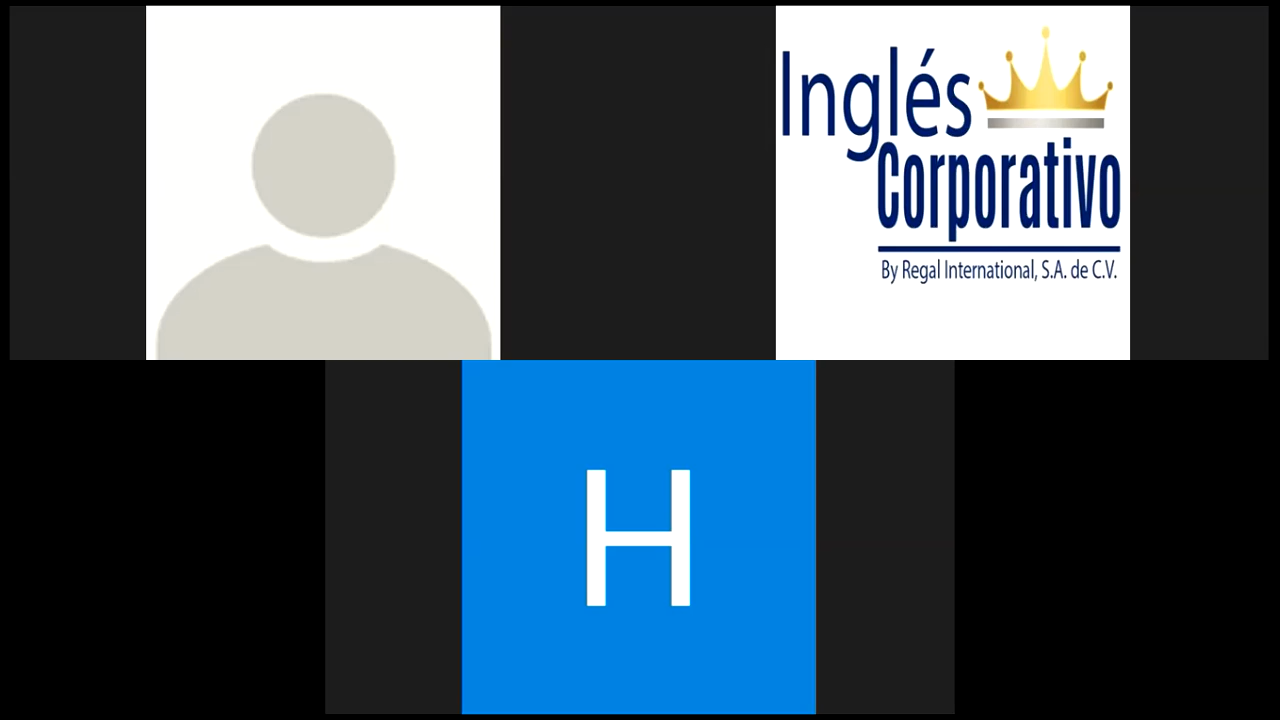 Inglés
Corporativo
By Regal International, S.A. de C.V.
H